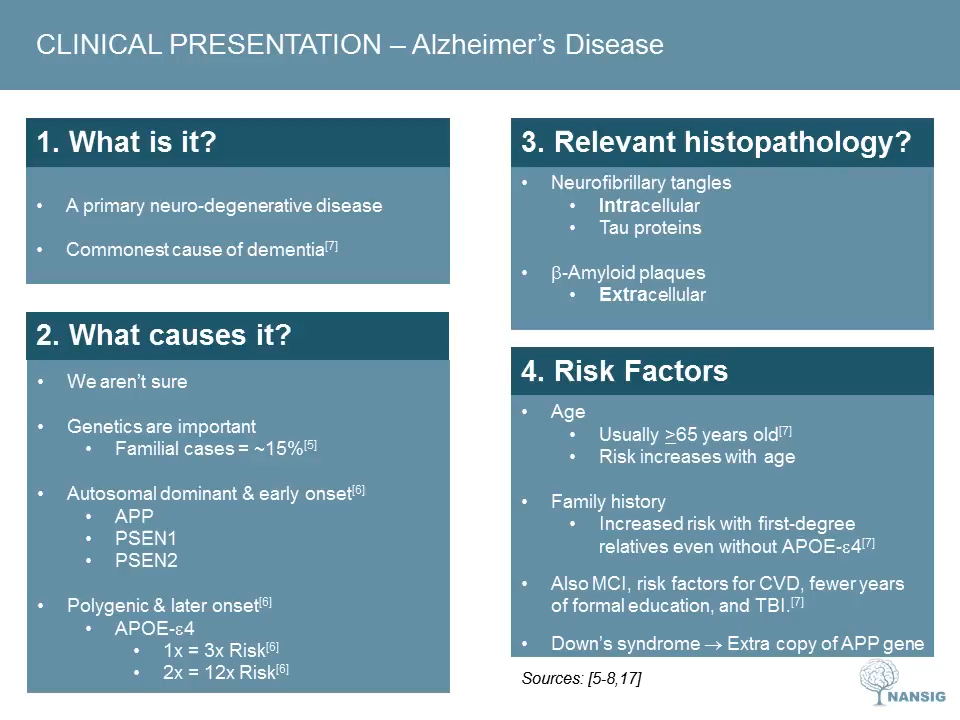 CLINICAL PRESENTATION – Alzheimer's Disease
1. What is it?
• A primary neuro-degenerative disease
• Commonest cause of dementia[7]
2. What causes it?
• We aren't sure
• Genetics are important
• Familial cases = ~15%[5]
• Autosomal dominant & early onset[6]
• APP
• PSEN1
• PSEN2
• Polygenic & later onset[6]
• APOE-ε4
• 1x = 3x Risk[6]
• 2x = 12x Risk[6]
3. Relevant histopathology?
• Neurofibrillary tangles
• Intracellular
• Tau proteins
• β-Amyloid plaques
• Extracellular
4. Risk Factors
• Age
• Usually ≥65 years old[7]
• Risk increases with age
• Family history
• Increased risk with first-degree
relatives even without APOE-ε4[7]
• Also MCI, risk factors for CVD, fewer years
of formal education, and TBI.[7]
• Down's syndrome → Extra copy of APP gene
Sources: [5-8,17]
NANSIG